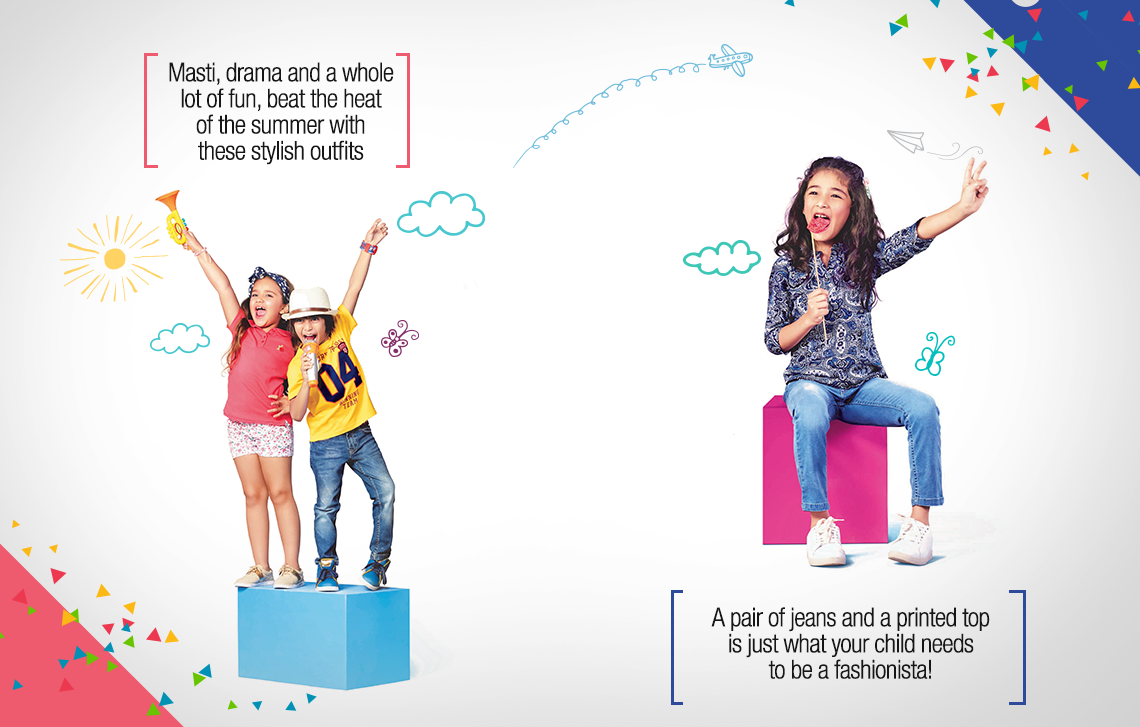 Masti, drama and a whole
lot of fun, beat the heat
of the summer with
these stylish outfits
04
A pair of jeans and a printed top
is just what your child needs
to be a fashionista!